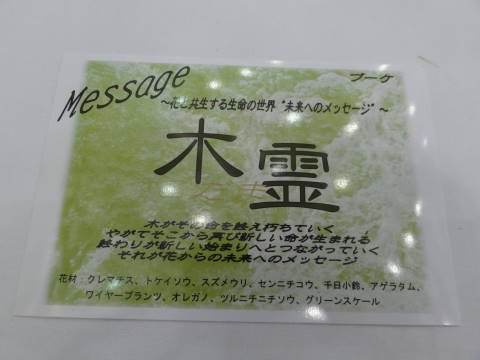 Message
ブーケ
～花と共生する生命の世界"未来へのメッセージ"～
木霊
木がその命を終え朽ちていく
やがてそこから再び新しい命が生まれる
終わりが新しい始まりへとつながっていく
それが花からの未来へのメッセージ
花材:クレマチス、トケイソウ、スズメウリ、センニチコウ、千日小鈴、アゲラタム、
ワイヤープランツ、オレガノ、ツルニチニチソウ、グリーンスケール